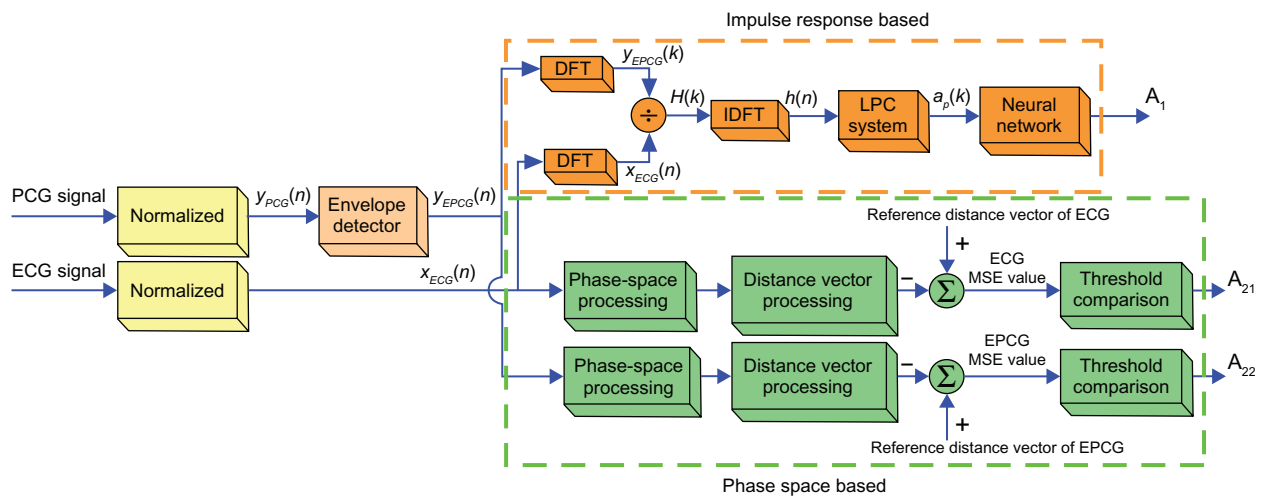 Impulse response based
DFT
y_EPCG(k)
÷
H(k)
IDFT
h(n)
LPC
system
a_p(k)
Neural
network
A_1
DFT
x_ECG(n)
PCG signal
Normalized
y_PCG(n)
Envelope
detector
y_EPCG(n)
ECG signal
Normalized
x_ECG(n)
Reference distance vector of ECG
+
Phase-space
processing
Distance vector
processing
−
Σ
ECG
MSE value
Threshold
comparison
A_21
Phase-space
processing
Distance vector
processing
−
Σ
EPCG
MSE value
Threshold
comparison
A_22
+
Reference distance vector of EPCG
Phase space based